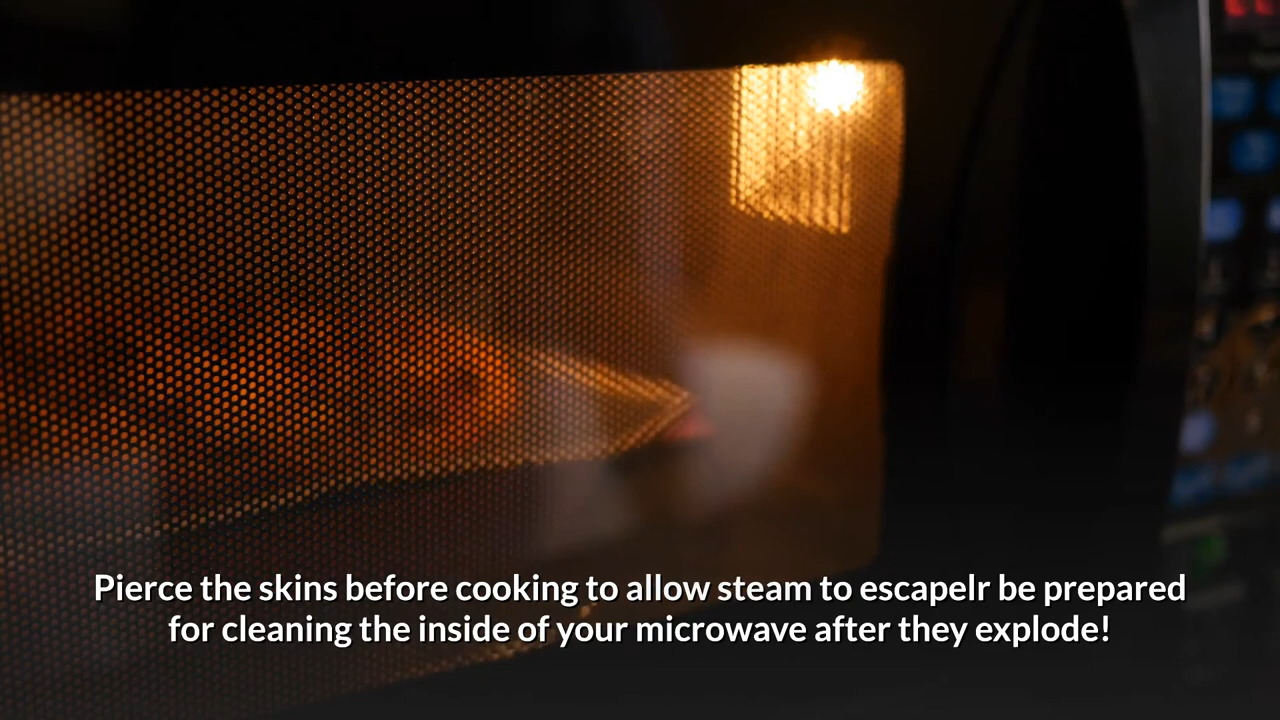 Pierce the skins before cooking to allow steam to escapelr be prepared
for cleaning the inside of your microwave after they explode!